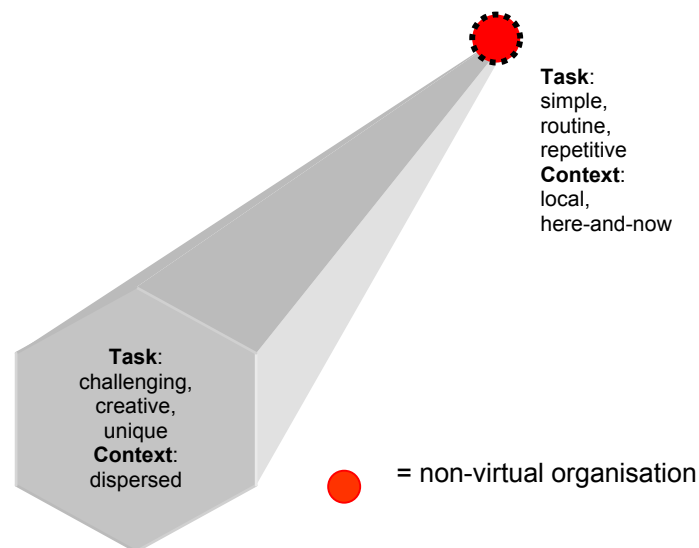 Task:
simple,
routine,
repetitive
Context:
local,
here-and-now
Task:
challenging,
creative,
unique
Context:
dispersed
= non-virtual organisation